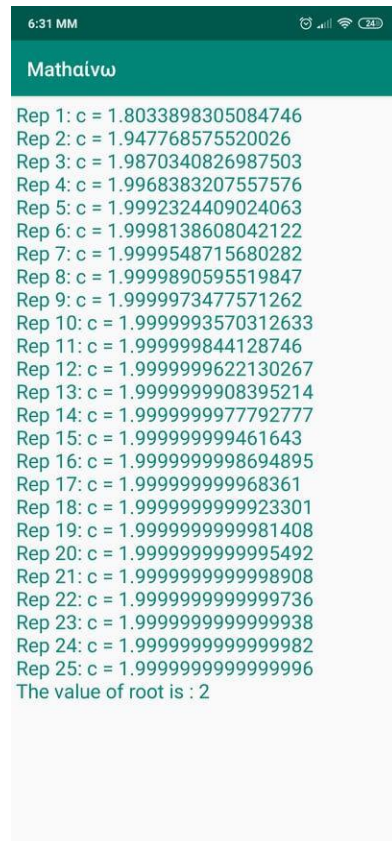 6:31 MM 24
Mathαίνω
Rep 1: c = 1.8033898305084746
Rep 2: c = 1.947768575520026
Rep 3: c = 1.9870340826987503
Rep 4: c = 1.9968383207557576
Rep 5: c = 1.9992324409024063
Rep 6: c = 1.9998138608042122
Rep 7: c = 1.9999548715680282
Rep 8: c = 1.9999890595519847
Rep 9: c = 1.9999973477571262
Rep 10: c = 1.9999993570312633
Rep 11: c = 1.999999844128746
Rep 12: c = 1.9999999622130267
Rep 13: c = 1.9999999908395214
Rep 14: c = 1.9999999977792777
Rep 15: c = 1.999999999461643
Rep 16: c = 1.9999999998694895
Rep 17: c = 1.999999999968361
Rep 18: c = 1.9999999999923301
Rep 19: c = 1.9999999999981408
Rep 20: c = 1.9999999999995492
Rep 21: c = 1.9999999999998908
Rep 22: c = 1.9999999999999736
Rep 23: c = 1.9999999999999938
Rep 24: c = 1.9999999999999982
Rep 25: c = 1.9999999999999996
The value of root is : 2